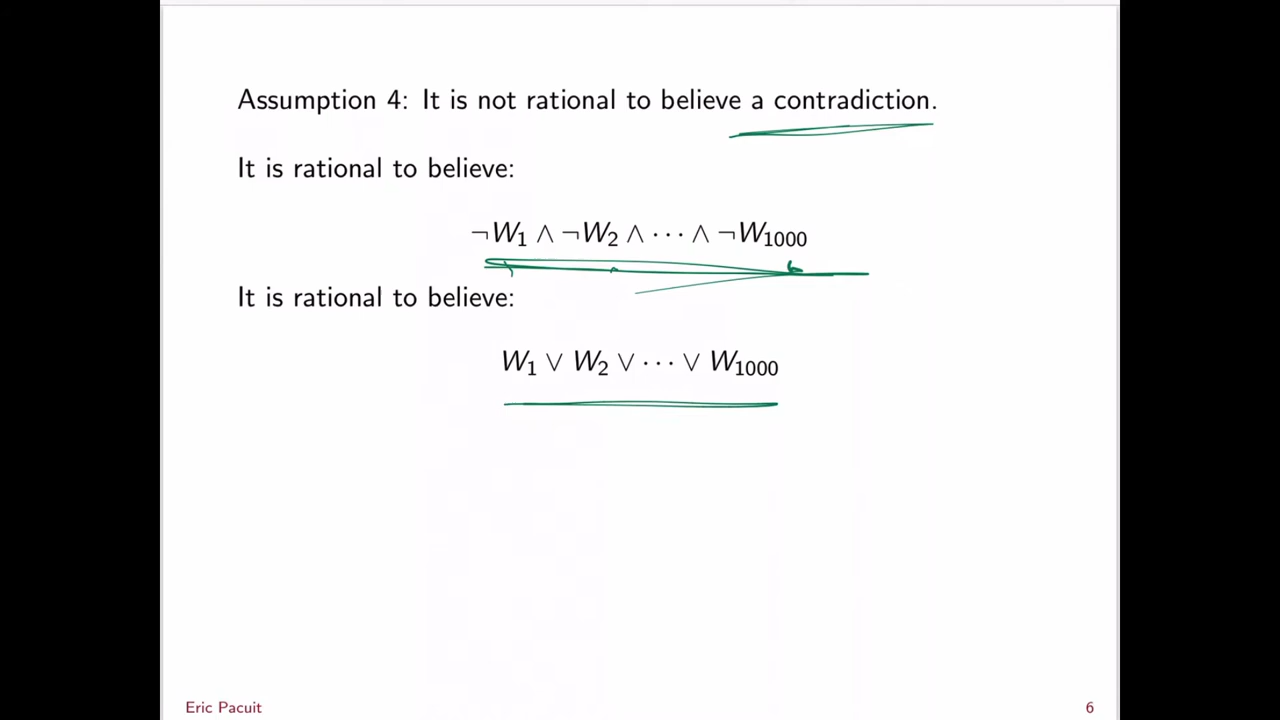 Assumption 4: It is not rational to believe a contradiction.
It is rational to believe:
¬W₁ ∧ ¬W₂ ∧ ⋯ ∧ ¬W₁₀₀₀
It is rational to believe:
W₁ ∨ W₂ ∨ ⋯ ∨ W₁₀₀₀
Eric Pacuit
6